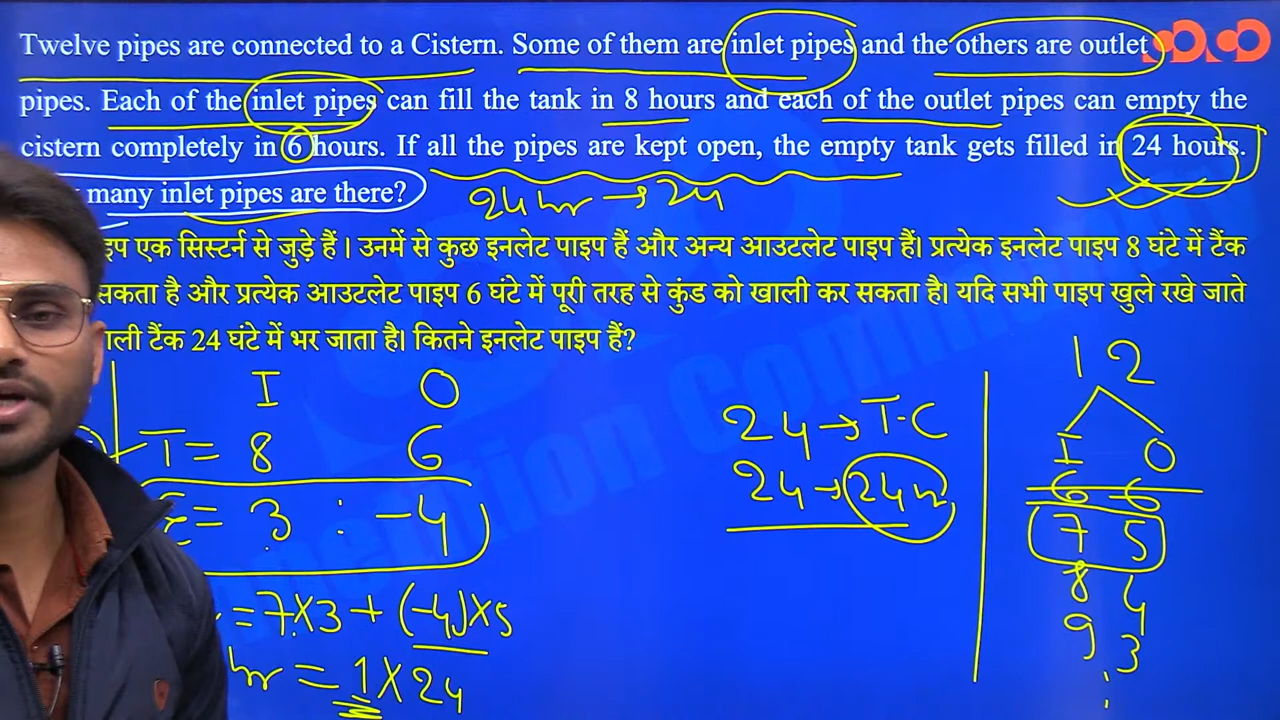 Twelve pipes are connected to a Cistern. Some of them are inlet pipes and the others are outlet
pipes. Each of the inlet pipes can fill the tank in 8 hours and each of the outlet pipes can empty the
cistern completely in 6 hours. If all the pipes are kept open, the empty tank gets filled in 24 hours.
many inlet pipes are there?
24 hr → 24
एक सिस्टर्न से जुड़े हैं। उनमें से कुछ इनलेट पाइप हैं और अन्य आउटलेट पाइप हैं। प्रत्येक इनलेट पाइप 8 घंटे में टैंक
सकता है और प्रत्येक आउटलेट पाइप 6 घंटे में पूरी तरह से कुंड को खाली कर सकता है। यदि सभी पाइप खुले रखे जाते
टैंक 24 घंटे में भर जाता है। कितने इनलेट पाइप हैं?
I O
T = 8 6
= 3 : -4
= 7×3 + (-4)×5
hr = 1×24
24 → T.C
24 → 24 hr
12
I O
6 6
7 5
8 4
9 3